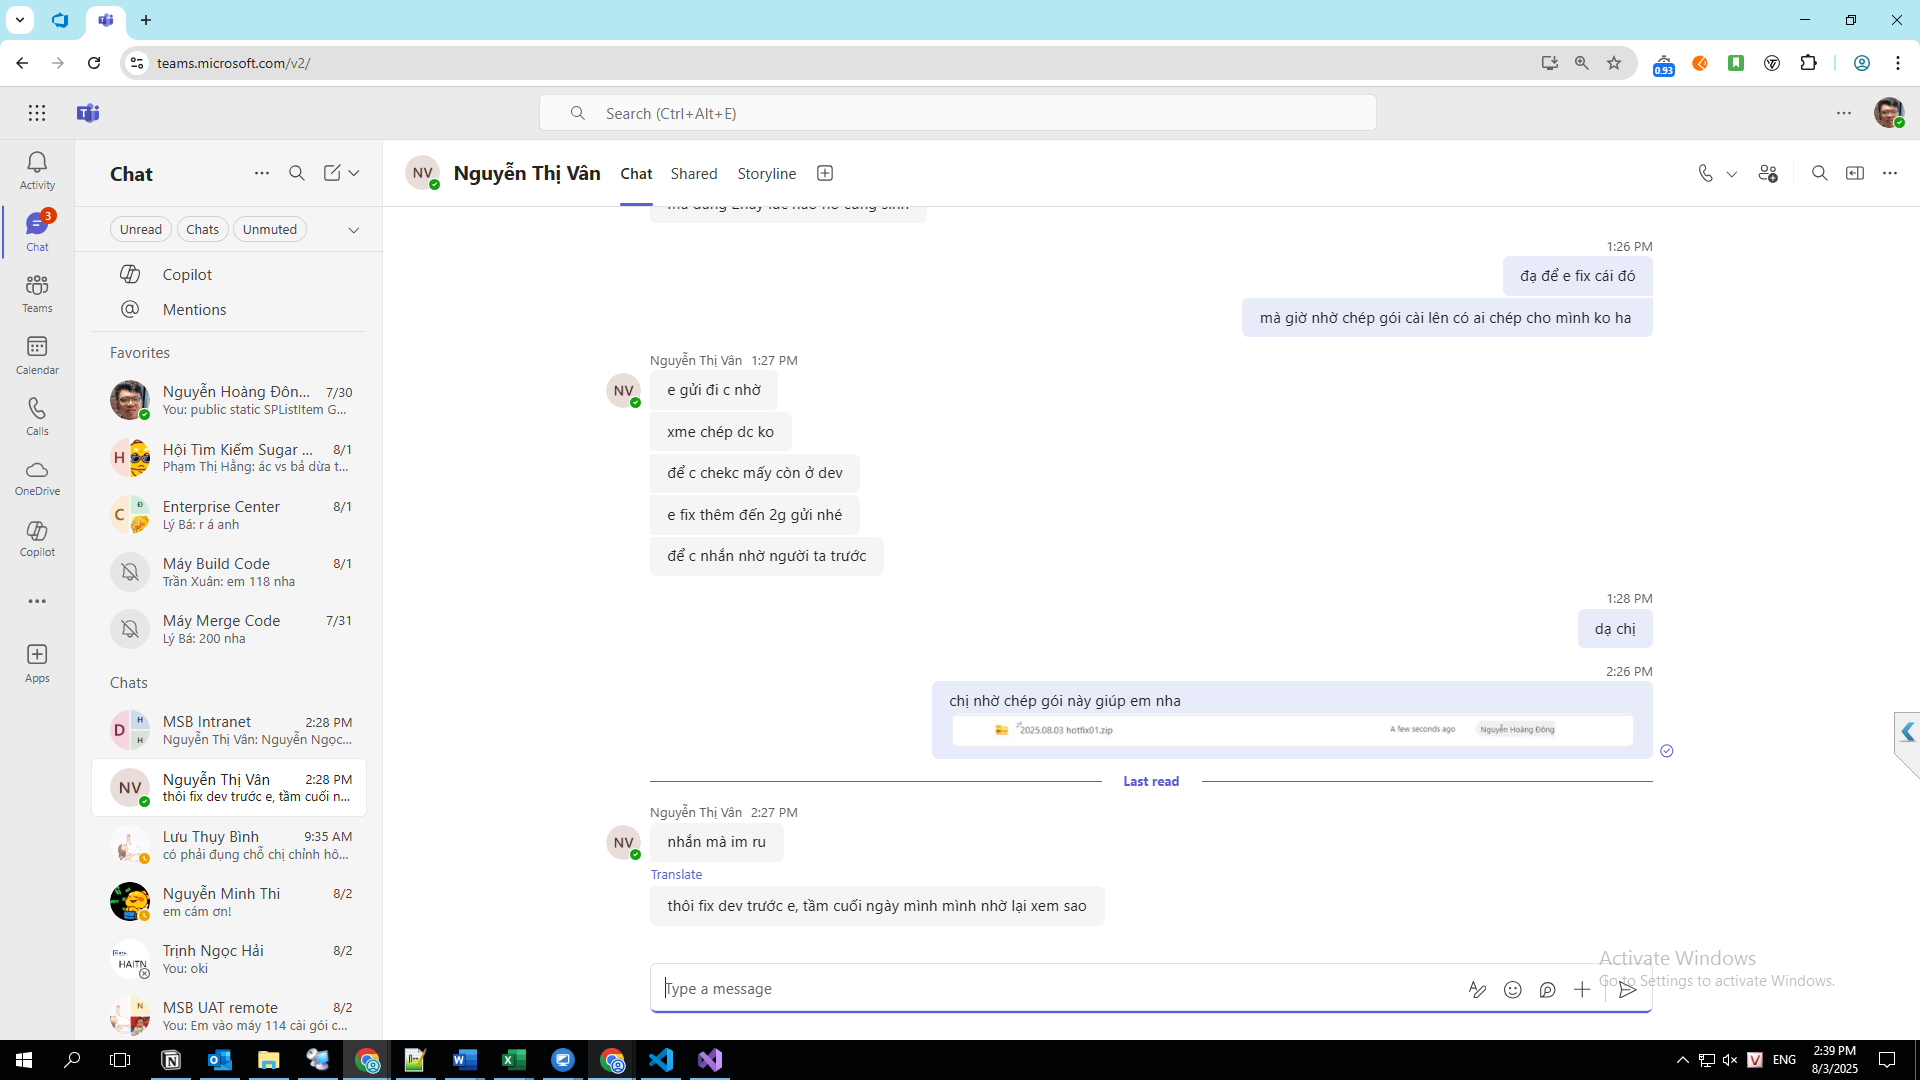 teams.microsoft.com/v2/
0.93
Search (Ctrl+Alt+E)
Activity
3
Chat
Teams
Calendar
Calls
OneDrive
Copilot
Apps
Chat
Unread
Chats
Unmuted
Copilot
Mentions
Favorites
Nguyễn Hoàng Đôn... 7/30
You: public static SPListItem G...
Hội Tìm Kiếm Sugar ... 8/1
Phạm Thị Hằng: ác vs bả dừa t...
Enterprise Center 8/1
Lý Bá: r á anh
Máy Build Code 8/1
Trần Xuân: em 118 nha
Máy Merge Code 7/31
Lý Bá: 200 nha
Chats
MSB Intranet 2:28 PM
Nguyễn Thị Vân: Nguyễn Ngọc...
NV
Nguyễn Thị Vân 2:28 PM
thôi fix dev trước e, tầm cuối n...
Lưu Thụy Bình 9:35 AM
có phải đụng chỗ chị chỉnh hô...
Nguyễn Minh Thi 8/2
em cám ơn!
HAITN
Trịnh Ngọc Hải 8/2
You: oki
MSB UAT remote 8/2
You: Em vào máy 114 cài gói c...
NV
Nguyễn Thị Vân
Chat
Shared
Storyline
1:26 PM
đạ để e fix cái đó
mà giờ nhờ chép gói cài lên có ai chép cho mình ko ha
Nguyễn Thị Vân 1:27 PM
NV
e gửi đi c nhờ
xme chép dc ko
để c chekc mấy còn ở dev
e fix thêm đến 2g gửi nhé
để c nhắn nhờ người ta trước
1:28 PM
dạ chị
2:26 PM
chị nhờ chép gói này giúp em nha
2025.08.03 hotfix01.zip
A few seconds ago
Nguyễn Hoàng Đông
Last read
Nguyễn Thị Vân 2:27 PM
NV
nhắn mà im ru
Translate
thôi fix dev trước e, tầm cuối ngày mình mình nhờ lại xem sao
Type a message
Activate Windows
Go to Settings to activate Windows.
ENG
2:39 PM
8/3/2025